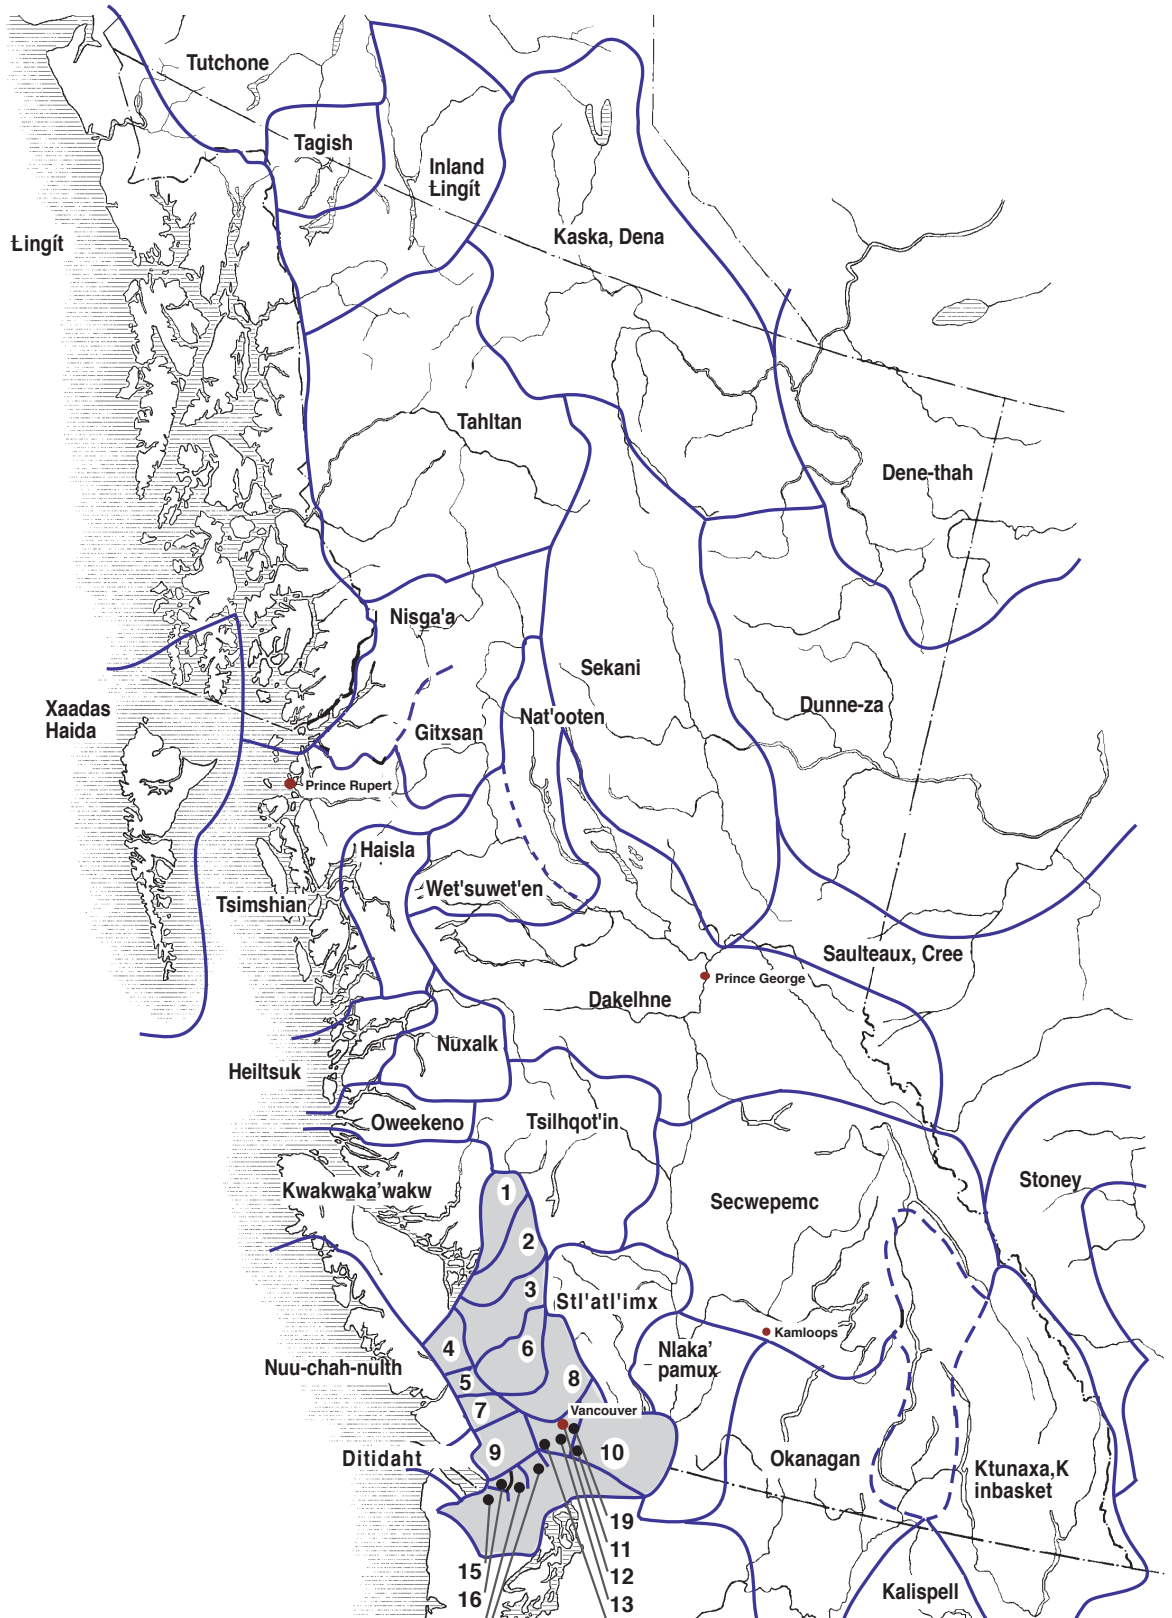 Tutchone
Tagish
Inland
Łingít
Łingít
Kaska, Dena
Tahltan
Dene-thah
Nisga'a
Sekani
Xaadas
Haida
Nat'ooten
Dunne-za
Gitxsan
Prince Rupert
Haisla
Wet'suwet'en
Tsimshian
Saulteaux, Cree
Prince George
Dakelhne
Nuxalk
Heiltsuk
Oweekeno
Tsilhqot'in
Kwakwaka'wakw
1
Secwepemc
Stoney
2
3
Stl'atl'imx
Kamloops
4
6
Nuu-chah-nulth
Nlaka'
pamux
5
8
7
Vancouver
9
10
Ditidaht
Okanagan
Ktunaxa,K
inbasket
19
11
15
12
16
13
Kalispell